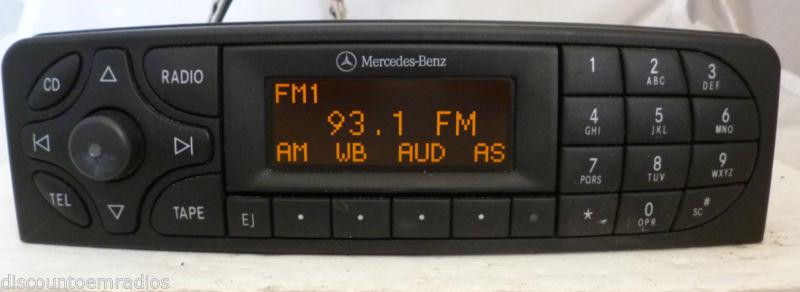 Mercedes-Benz
CD
RADIO
TEL
TAPE
EJ
FM1
93.1 FM
AM WB AUD AS
1
2 ABC
3 DEF
4 GHI
5 JKL
6 MNO
7 PQRS
8 TUV
9 WXYZ
*
0 OPR
# SC
discountoemradios